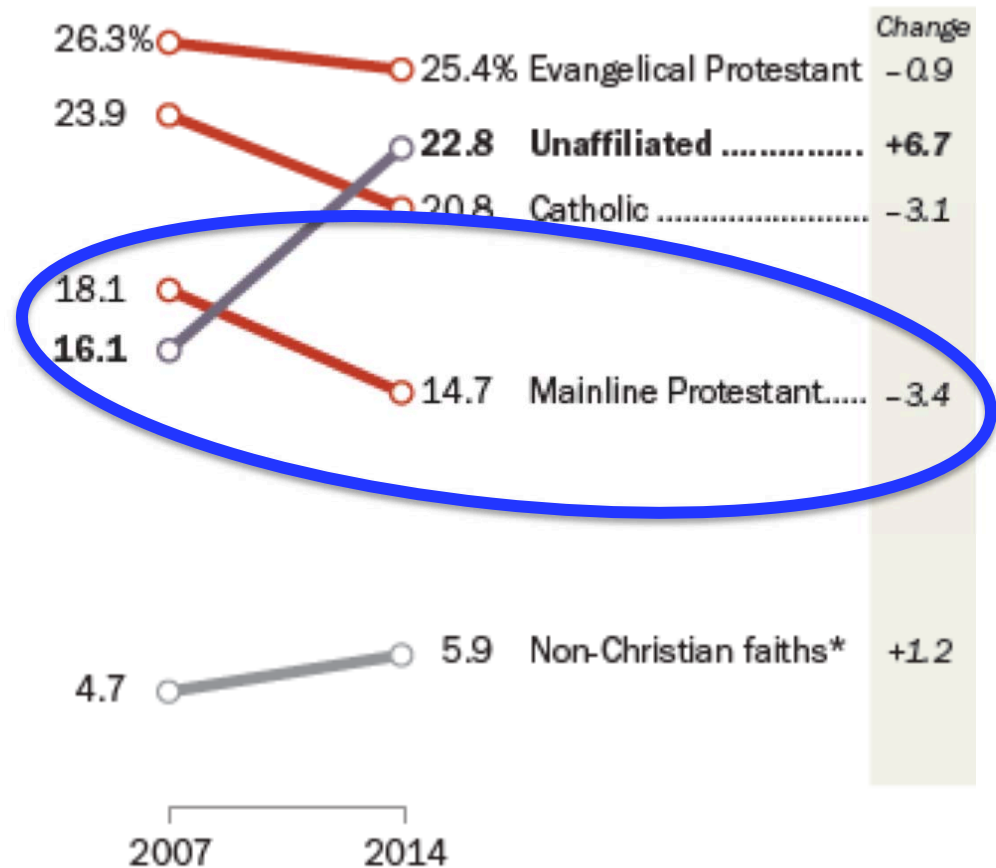 Change
26.3% 25.4% Evangelical Protestant -0.9
23.9
22.8 Unaffiliated ............... +6.7
20.8 Catholic ........................ -3.1
18.1
16.1
14.7 Mainline Protestant..... -3.4
5.9 Non-Christian faiths* +1.2
4.7
2007 2014